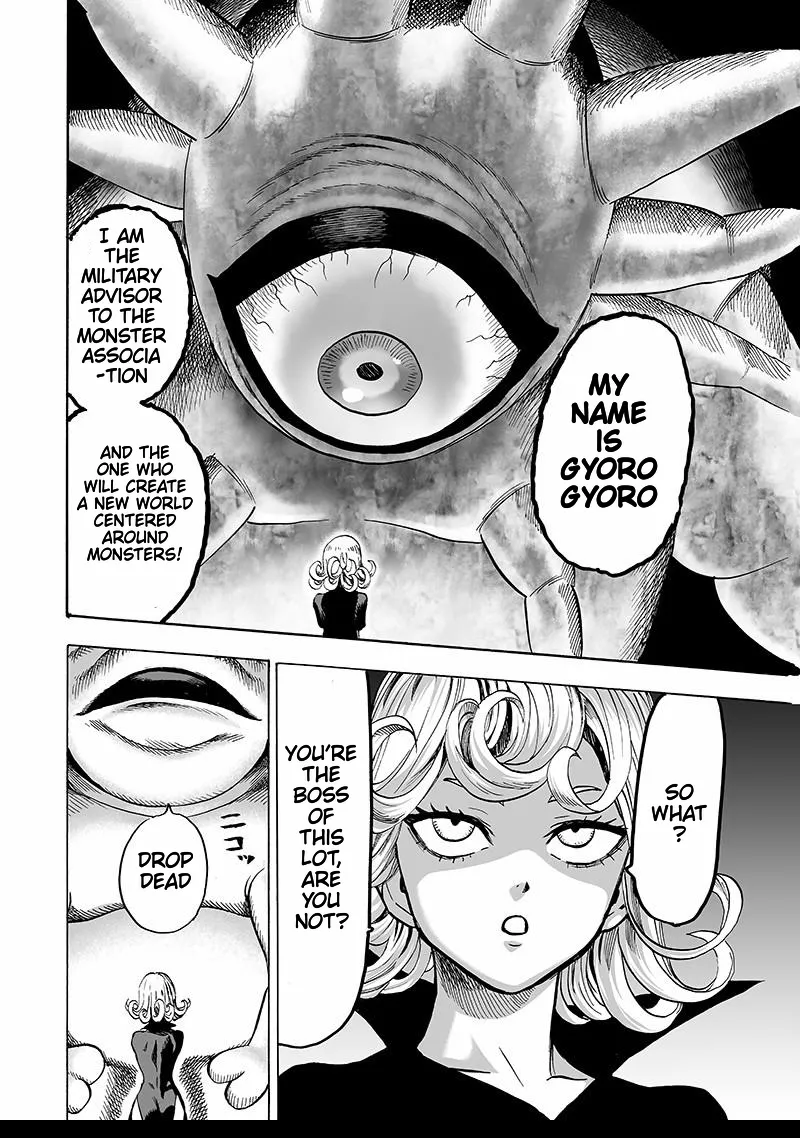 MY
NAME
IS
GYORO
GYORO
I AM
THE
MILITARY
ADVISOR
TO THE
MONSTER
ASSOCIA
-TION
AND THE
ONE WHO
WILL CREATE
A NEW WORLD
CENTERED
AROUND
MONSTERS!
SO
WHAT
?
YOU'RE
THE
BOSS
OF
THIS
LOT,
ARE
YOU
NOT?
ニコッ
DROP
DEAD